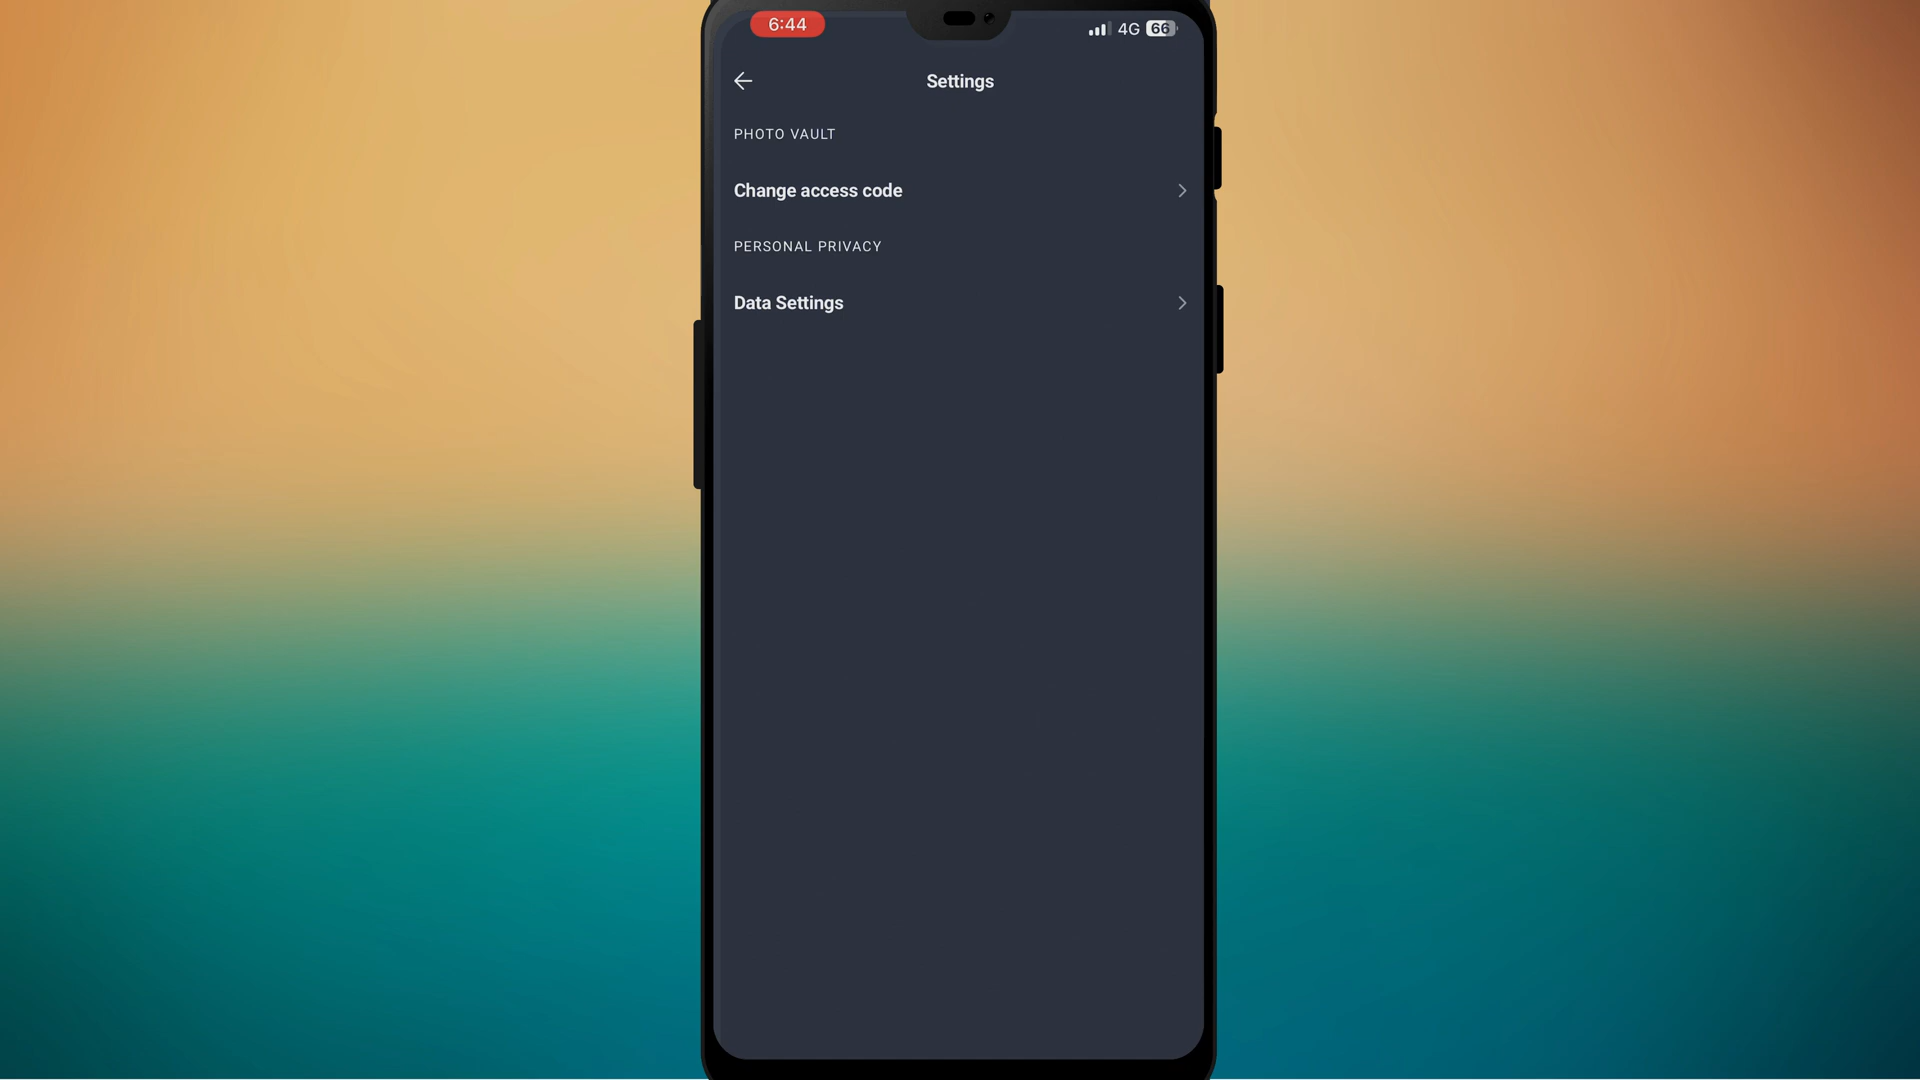 6:44
4G 66
Settings
PHOTO VAULT
Change access code
PERSONAL PRIVACY
Data Settings